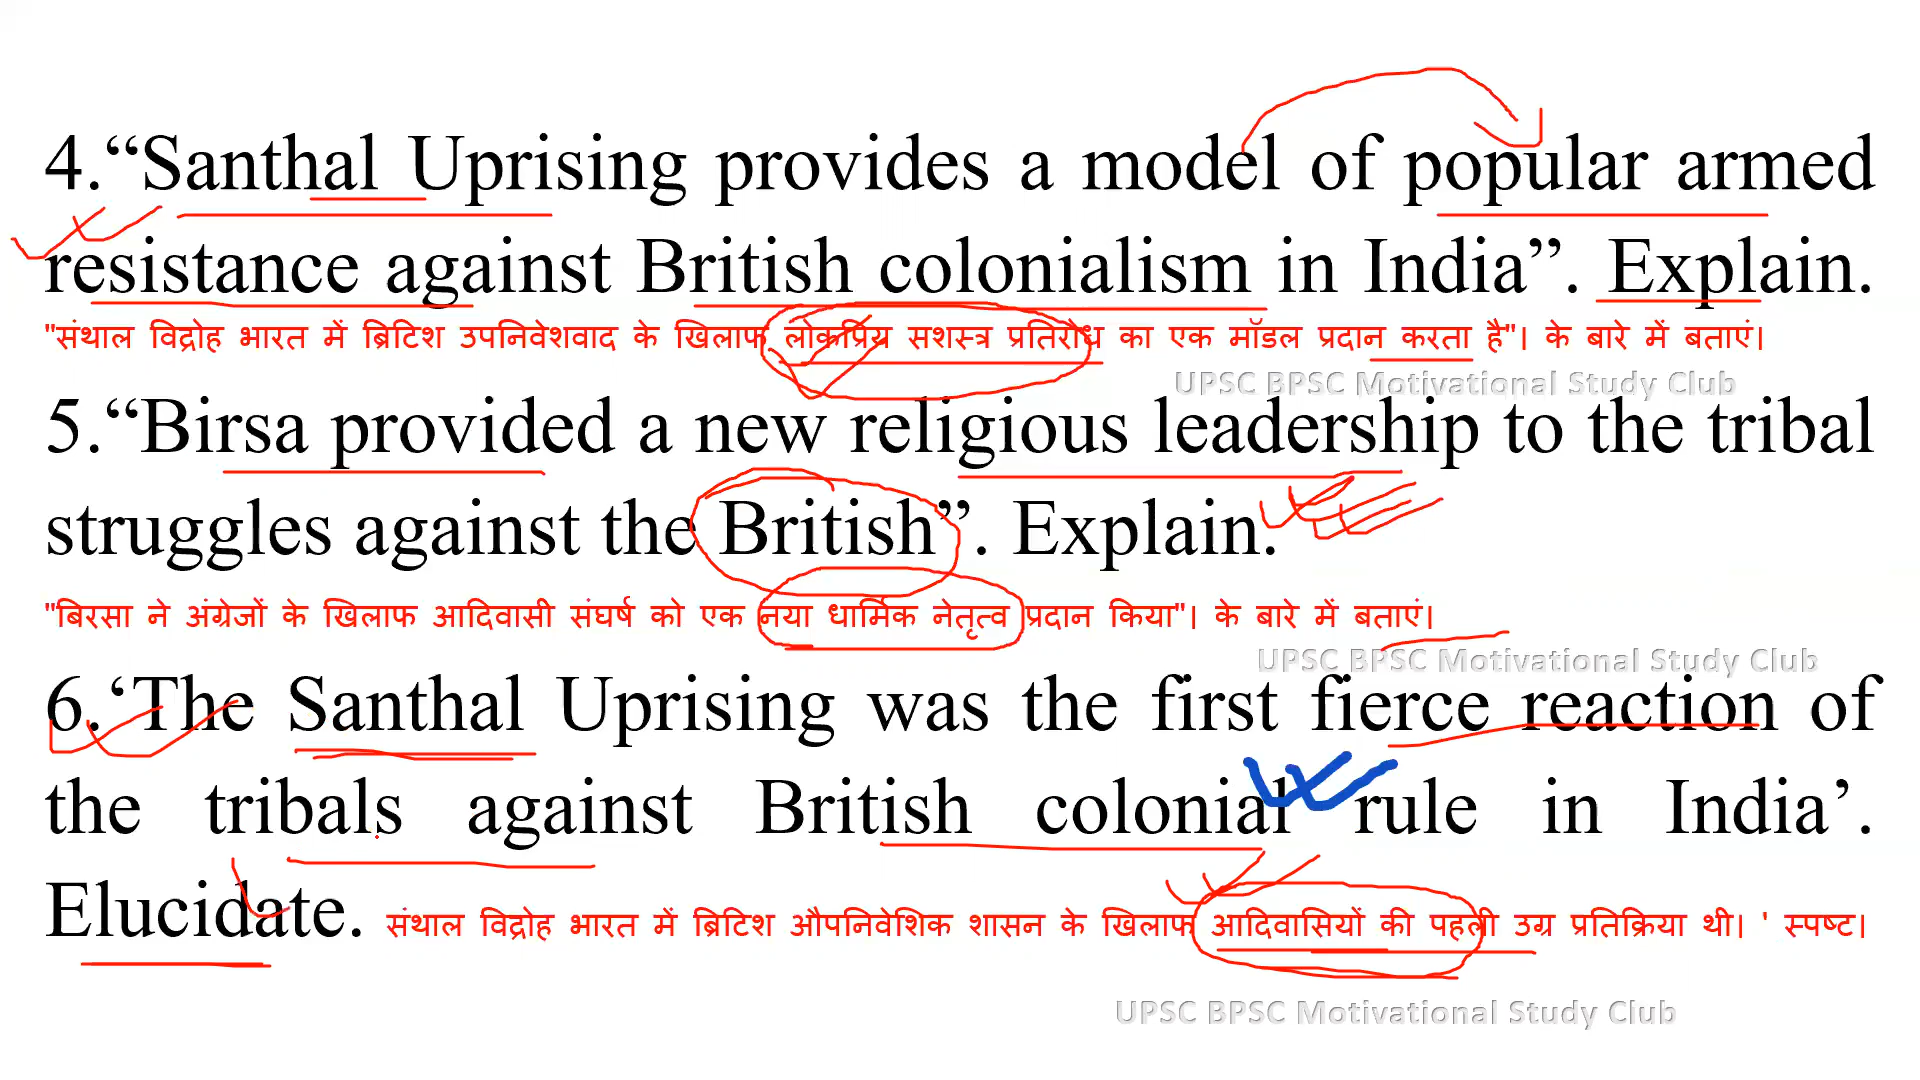 4.“Santhal Uprising provides a model of popular armed
resistance against British colonialism in India”. Explain.
"संथाल विद्रोह भारत में ब्रिटिश उपनिवेशवाद के खिलाफ लोकप्रिय सशस्त्र प्रतिरोध का एक मॉडल प्रदान करता है"। के बारे में बताएं।
UPSC BPSC Motivational Study Club
5.“Birsa provided a new religious leadership to the tribal
struggles against the British”. Explain.
"बिरसा ने अंग्रेजों के खिलाफ आदिवासी संघर्ष को एक नया धार्मिक नेतृत्व प्रदान किया"। के बारे में बताएं।
UPSC BPSC Motivational Study Club
6.‘The Santhal Uprising was the first fierce reaction of
the tribals against British colonial rule in India’.
Elucidate. संथाल विद्रोह भारत में ब्रिटिश औपनिवेशिक शासन के खिलाफ आदिवासियों की पहली उग्र प्रतिक्रिया थी। ' स्पष्ट।
UPSC BPSC Motivational Study Club